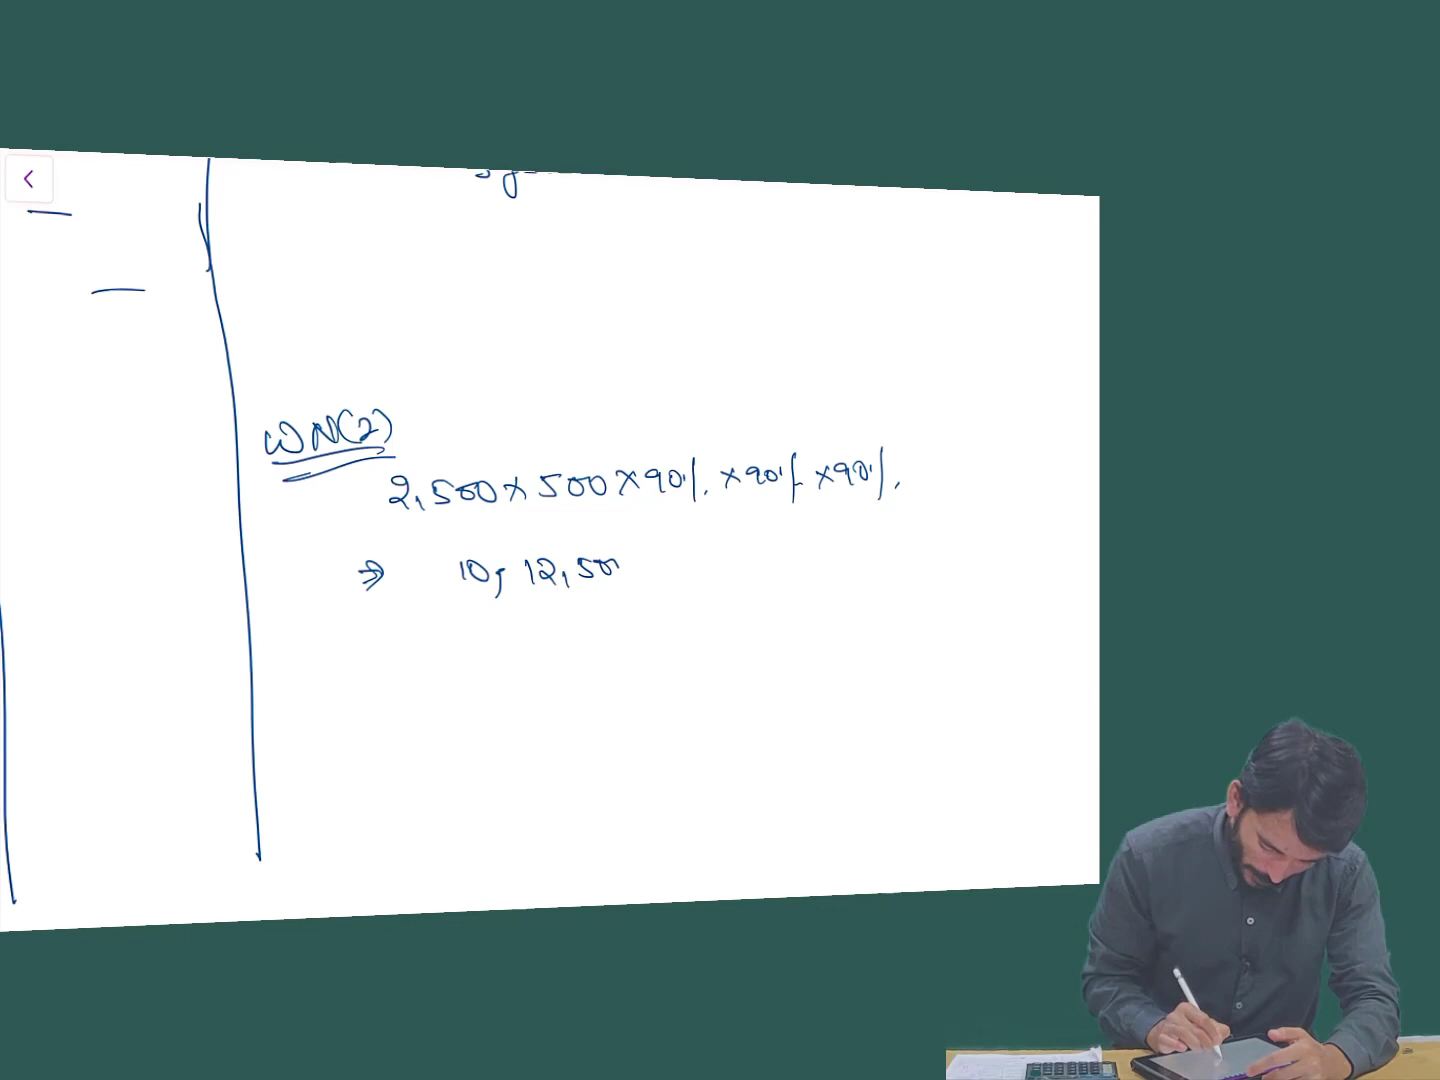 WN(2)
2,500 × 500 × 90% × 90% × 90%.
⇒ 10, 12,500